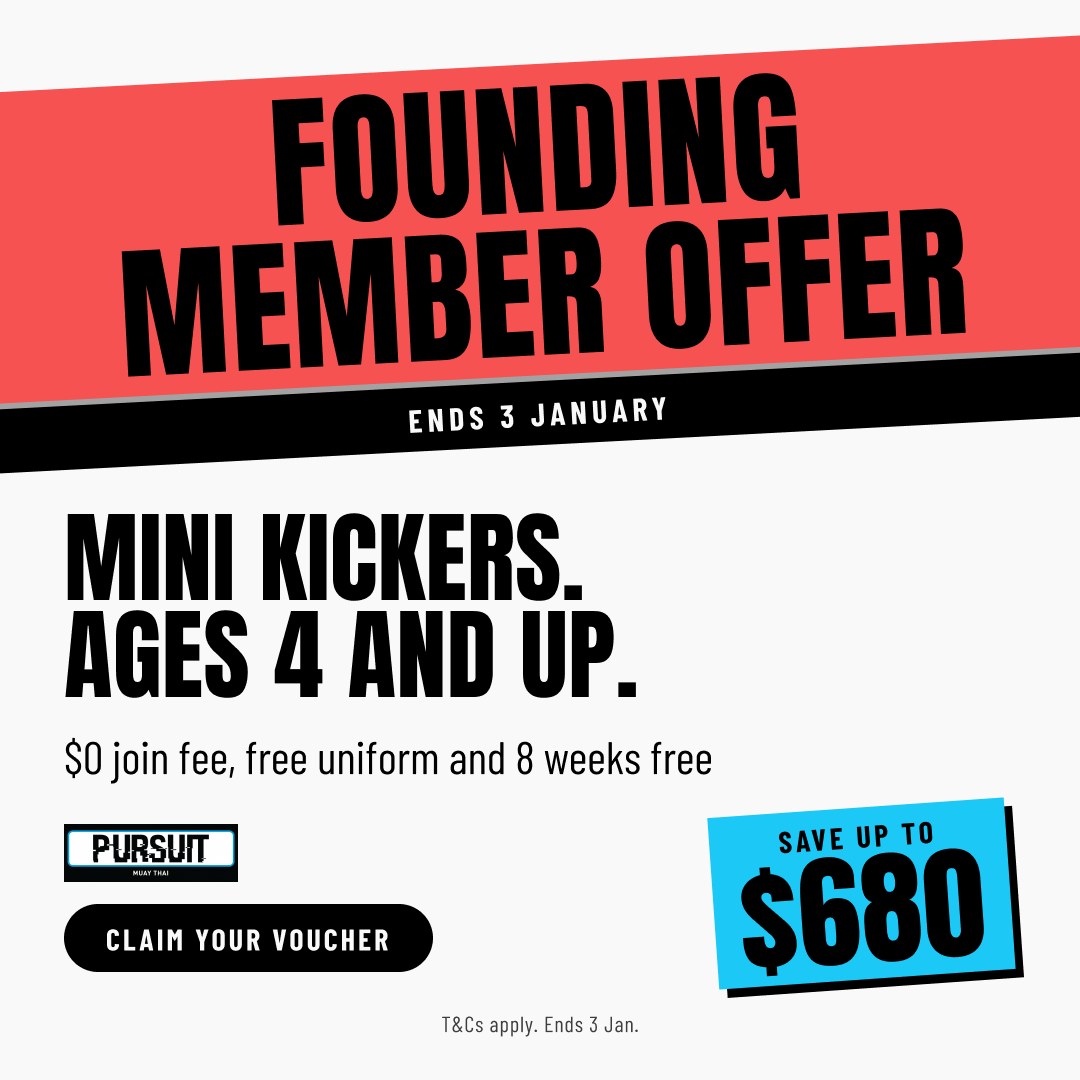 FOUNDING
MEMBER OFFER
ENDS 3 JANUARY
MINI KICKERS.
AGES 4 AND UP.
$0 join fee, free uniform and 8 weeks free
PURSUIT
MUAY THAI
CLAIM YOUR VOUCHER
SAVE UP TO
$680
T&Cs apply. Ends 3 Jan.